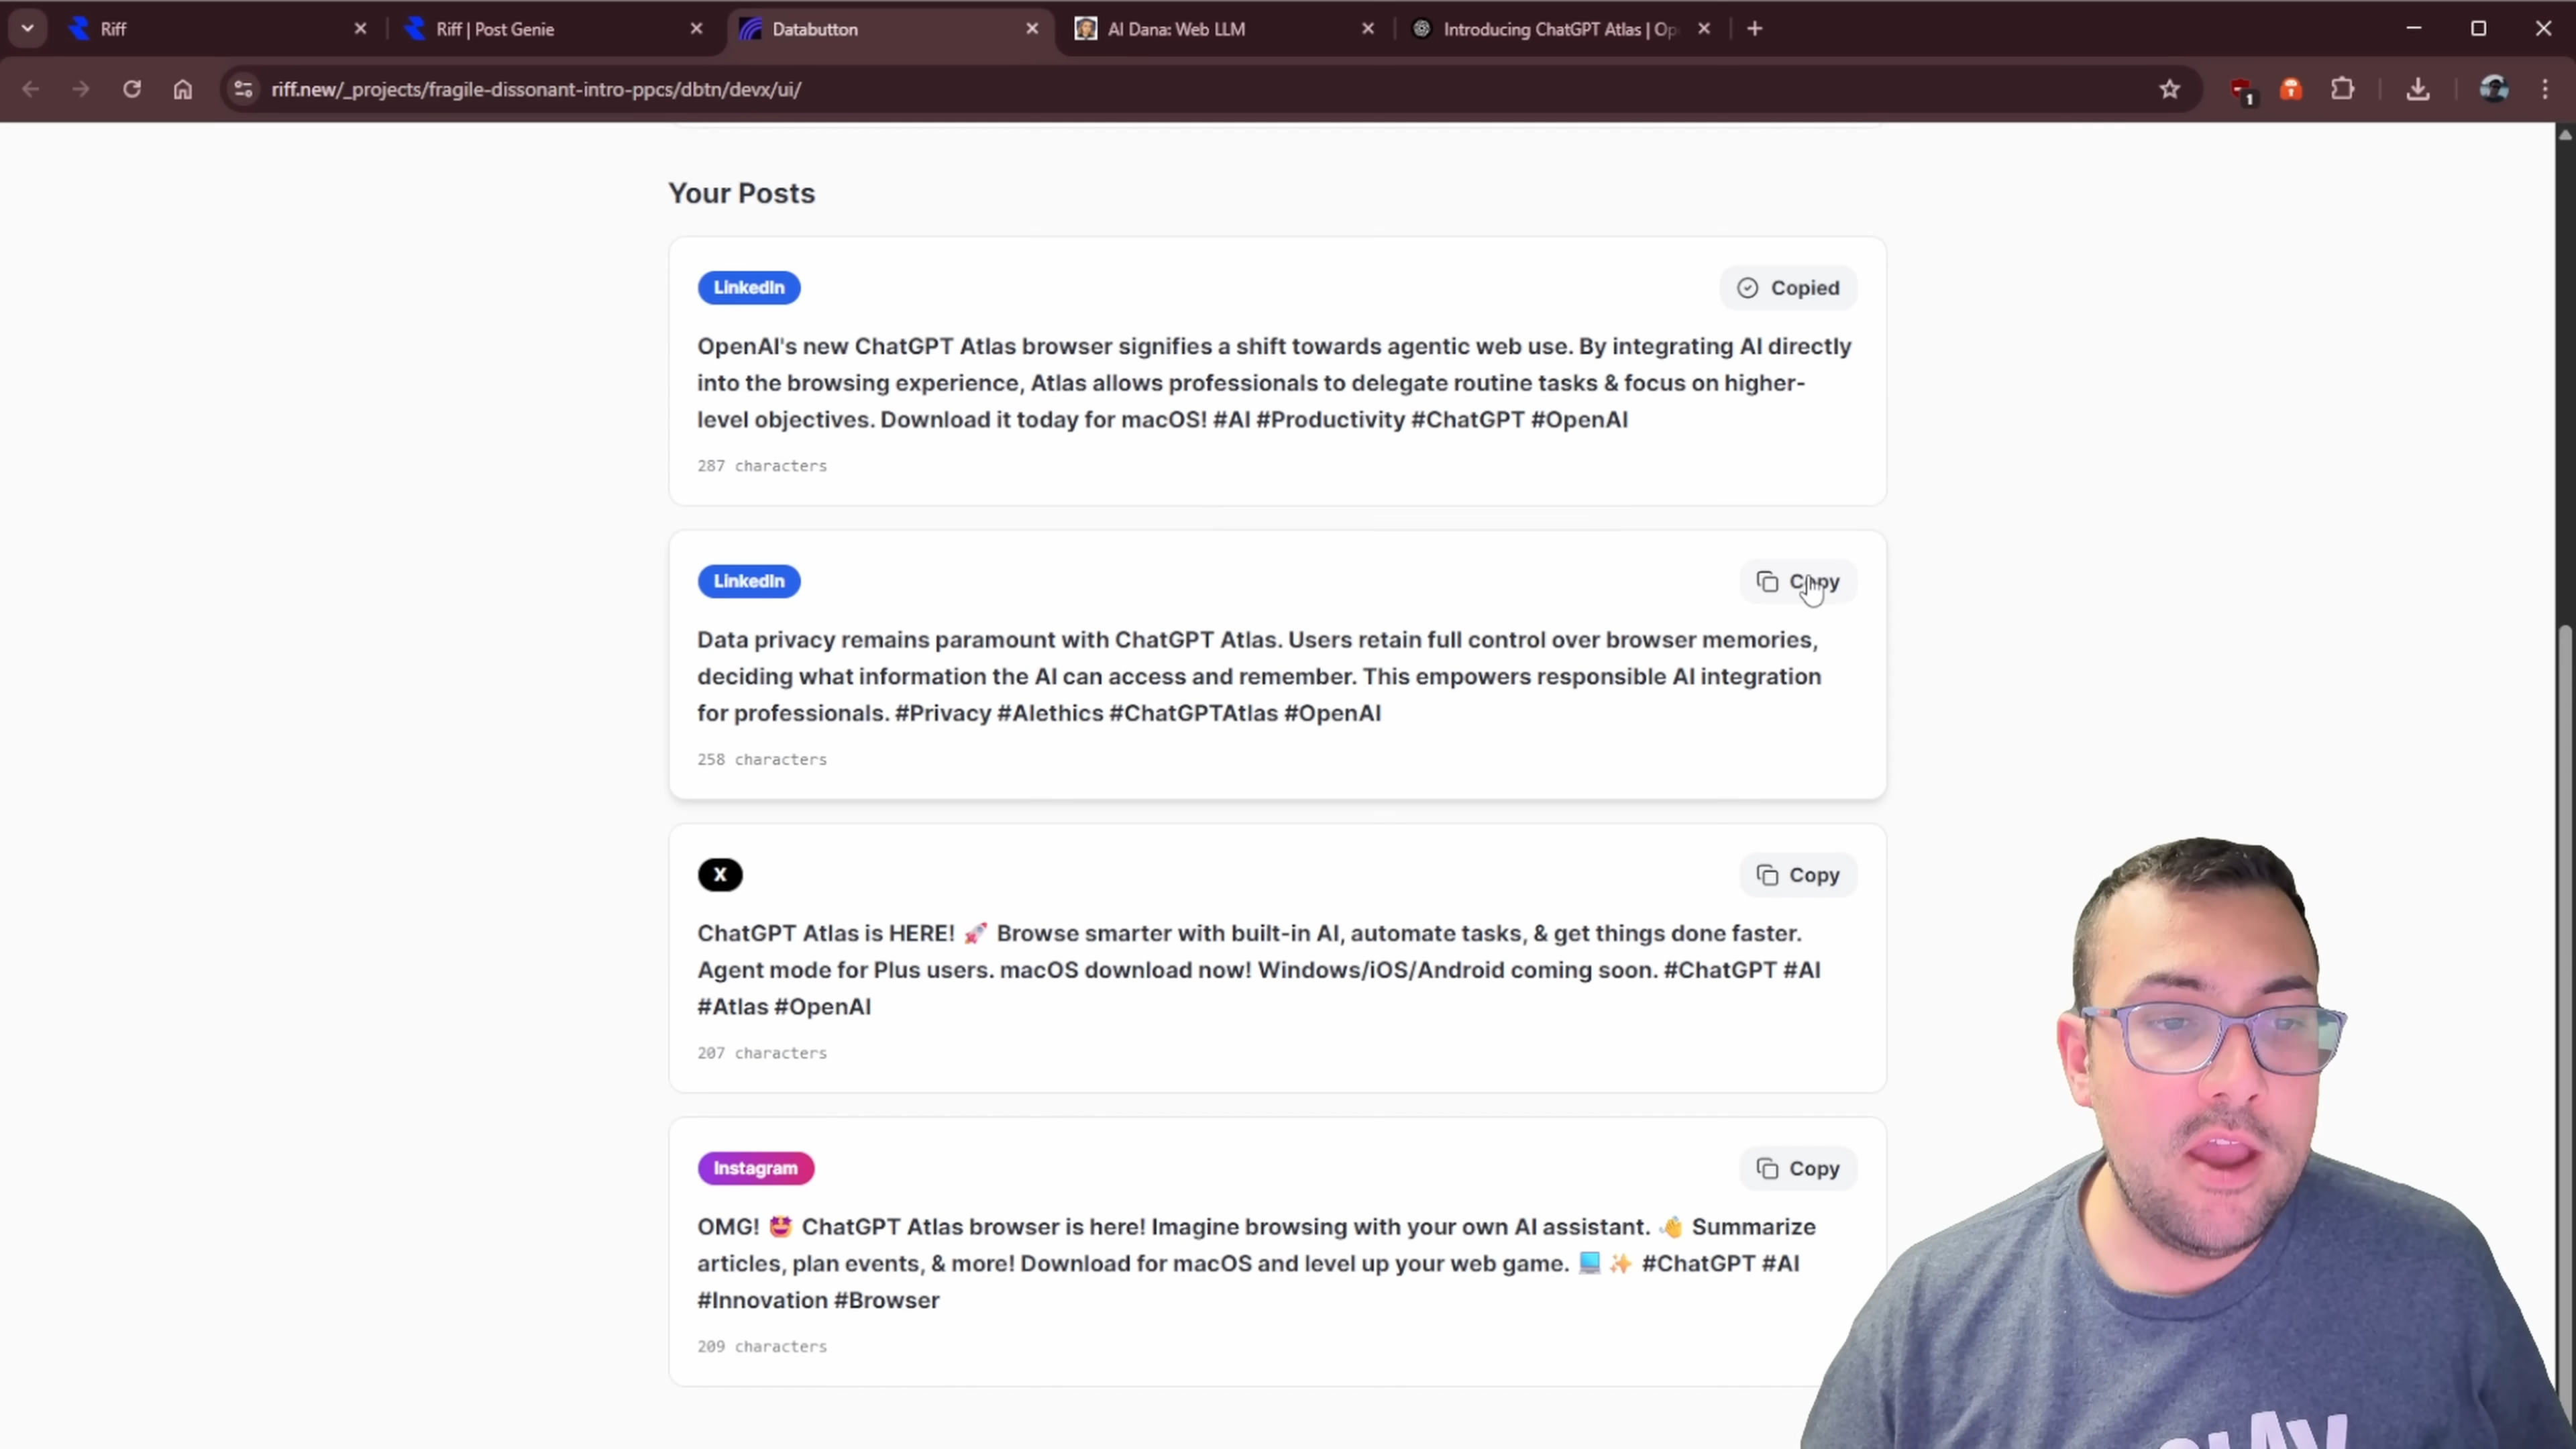 Riff
Riff | Post Genie
Databutton
AI Dana: Web LLM
Introducing ChatGPT Atlas | Op
riff.new/_projects/fragile-dissonant-intro-ppcs/dbtn/devx/ui/
1
Your Posts
LinkedIn
Copied
OpenAI's new ChatGPT Atlas browser signifies a shift towards agentic web use. By integrating AI directly
into the browsing experience, Atlas allows professionals to delegate routine tasks & focus on higher-
level objectives. Download it today for macOS! #AI #Productivity #ChatGPT #OpenAI
287 characters
LinkedIn
Copy
Data privacy remains paramount with ChatGPT Atlas. Users retain full control over browser memories,
deciding what information the AI can access and remember. This empowers responsible AI integration
for professionals. #Privacy #AIethics #ChatGPTAtlas #OpenAI
258 characters
X
Copy
ChatGPT Atlas is HERE! 🚀 Browse smarter with built-in AI, automate tasks, & get things done faster.
Agent mode for Plus users. macOS download now! Windows/iOS/Android coming soon. #ChatGPT #AI
#Atlas #OpenAI
207 characters
Instagram
Copy
OMG! 🤩 ChatGPT Atlas browser is here! Imagine browsing with your own AI assistant. 👋 Summarize
articles, plan events, & more! Download for macOS and level up your web game. 💻 ✨ #ChatGPT #AI
#Innovation #Browser
209 characters